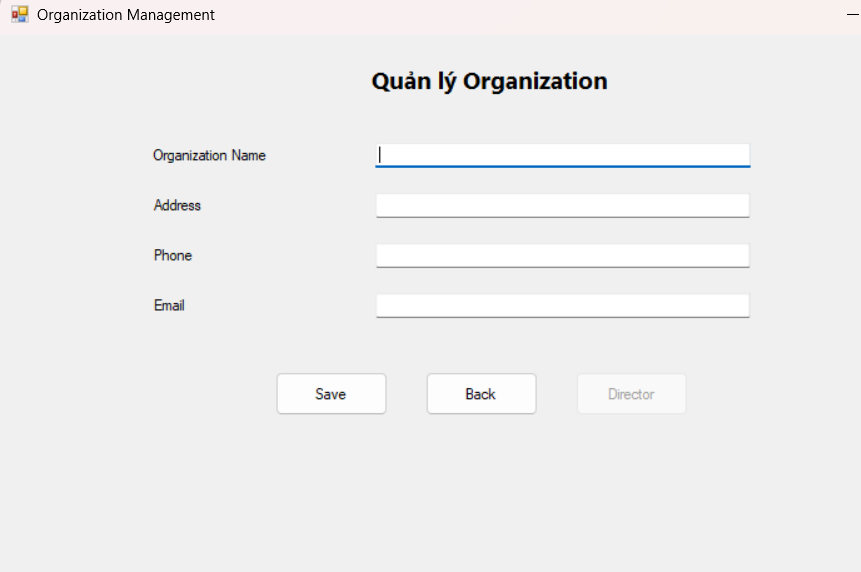 Organization Management
Quản lý Organization
Organization Name
Address
Phone
Email
Save Back Director